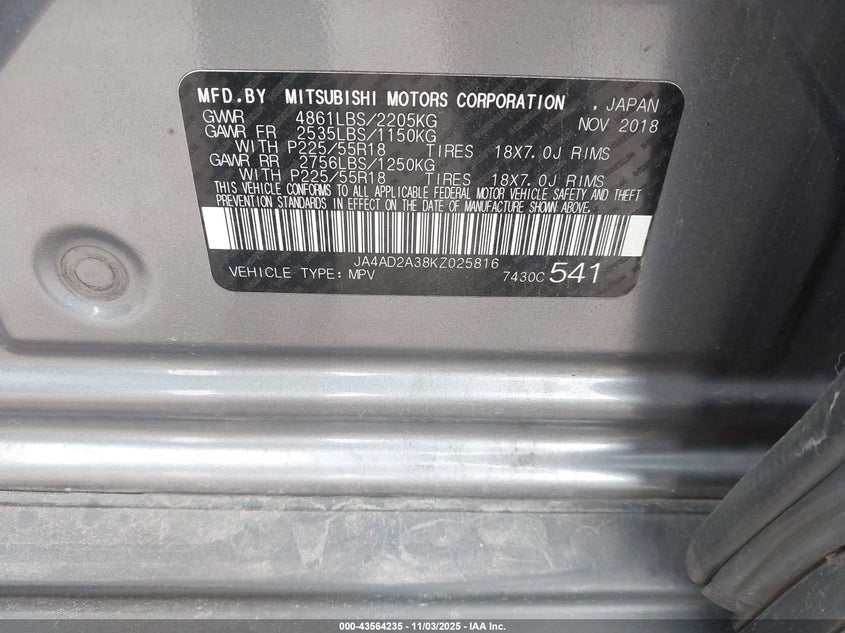 MFD.BY MITSUBISHI MOTORS CORPORATION , JAPAN
GVWR 4861LBS/2205KG NOV 2018
GAWR FR 2535LBS/1150KG
WITH P225/55R18 TIRES 18X7.0J RIMS
GAWR RR 2756LBS/1250KG
WITH P225/55R18 TIRES 18X7.0J RIMS
THIS VEHICLE CONFORMS TO ALL APPLICABLE FEDERAL MOTOR VEHICLE SAFETY AND THEFT
PREVENTION STANDARDS IN EFFECT ON THE DATE OF MANUFACTURE SHOWN ABOVE.
JA4AD2A38KZ025816
VEHICLE TYPE: MPV 7430C 541
000-43564235 - 11/03/2025 - IAA Inc.